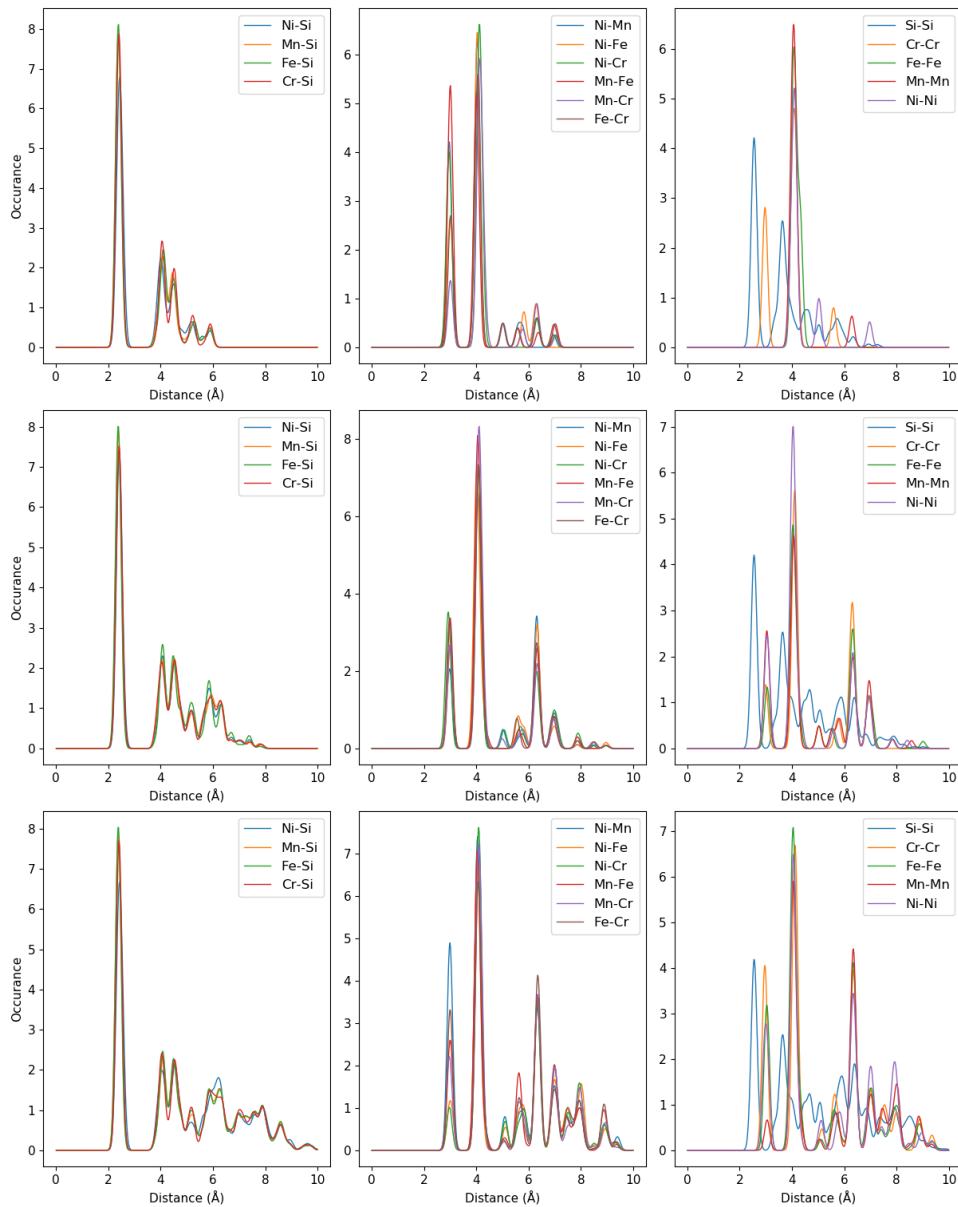 Ni-Si
Mn-Si
Fe-Si
Cr-Si
8
7
6
5
4
3
2
1
0
Occurance
0 2 4 6 8 10
Distance (Å)
Ni-Mn
Ni-Fe
Ni-Cr
Mn-Fe
Mn-Cr
Fe-Cr
6
5
4
3
2
1
0
0 2 4 6 8 10
Distance (Å)
Si-Si
Cr-Cr
Fe-Fe
Mn-Mn
Ni-Ni
6
5
4
3
2
1
0
0 2 4 6 8 10
Distance (Å)
Ni-Si
Mn-Si
Fe-Si
Cr-Si
8
7
6
5
4
3
2
1
0
Occurance
0 2 4 6 8 10
Distance (Å)
Ni-Mn
Ni-Fe
Ni-Cr
Mn-Fe
Mn-Cr
Fe-Cr
8
6
4
2
0
0 2 4 6 8 10
Distance (Å)
Si-Si
Cr-Cr
Fe-Fe
Mn-Mn
Ni-Ni
7
6
5
4
3
2
1
0
0 2 4 6 8 10
Distance (Å)
Ni-Si
Mn-Si
Fe-Si
Cr-Si
8
7
6
5
4
3
2
1
0
Occurance
0 2 4 6 8 10
Distance (Å)
Ni-Mn
Ni-Fe
Ni-Cr
Mn-Fe
Mn-Cr
Fe-Cr
7
6
5
4
3
2
1
0
0 2 4 6 8 10
Distance (Å)
Si-Si
Cr-Cr
Fe-Fe
Mn-Mn
Ni-Ni
7
6
5
4
3
2
1
0
0 2 4 6 8 10
Distance (Å)